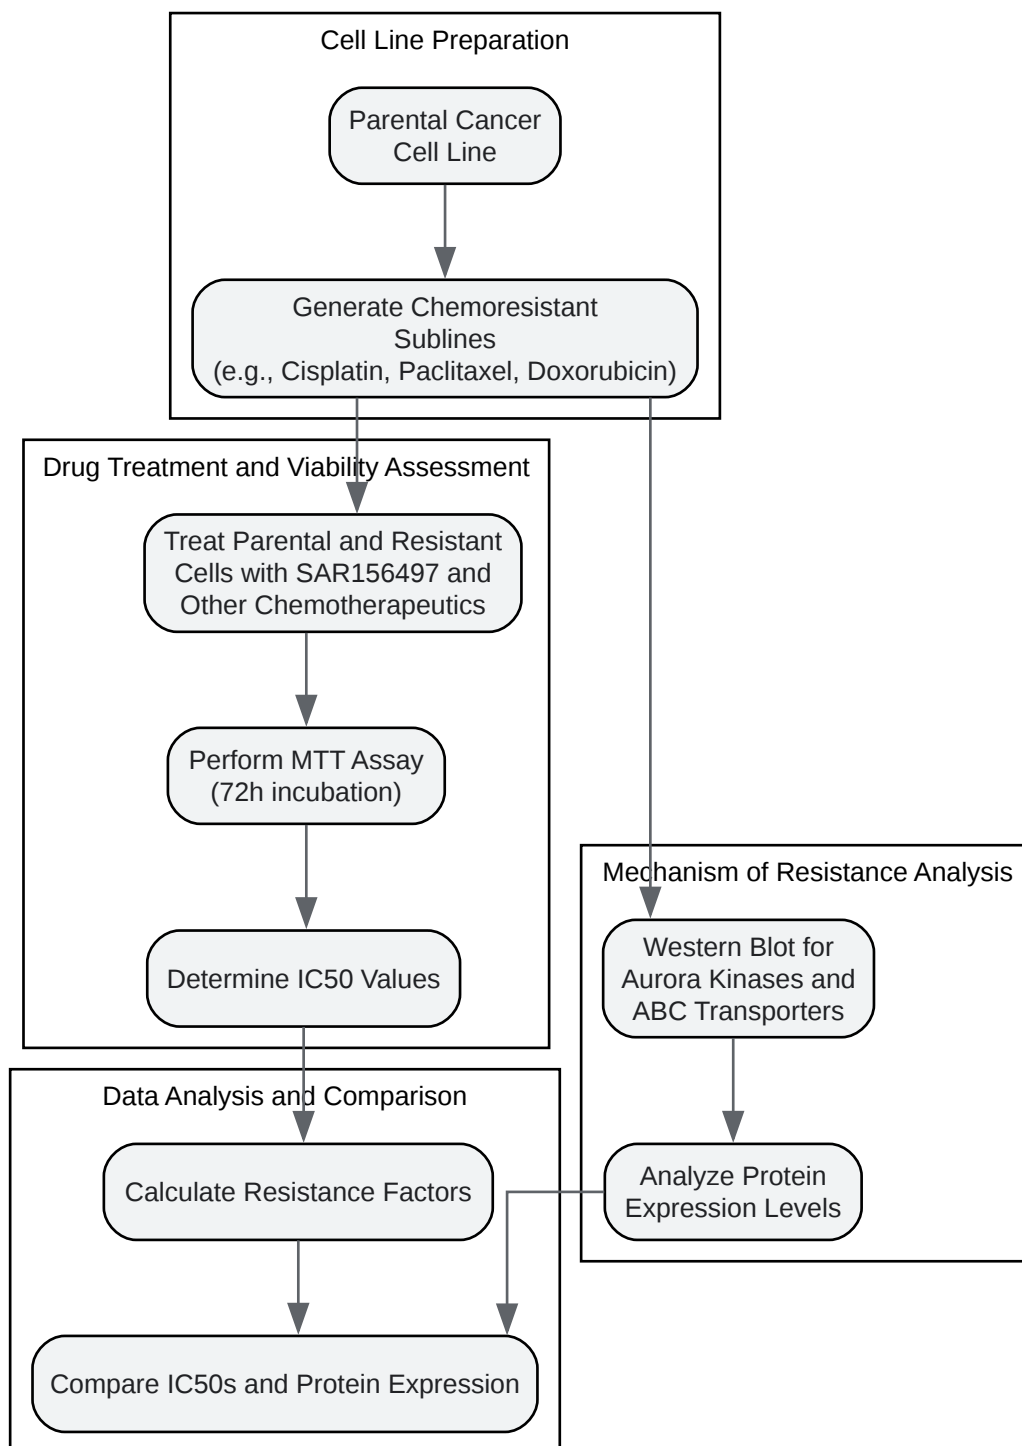 Cell Line Preparation
Parental Cancer
Cell Line
Generate Chemoresistant
Sublines
(e.g., Cisplatin, Paclitaxel, Doxorubicin)
Drug Treatment and Viability Assessment
Treat Parental and Resistant
Cells with SAR156497 and
Other Chemotherapeutics
Perform MTT Assay
(72h incubation)
Determine IC50 Values
Mechanism of Resistance Analysis
Western Blot for
Aurora Kinases and
ABC Transporters
Analyze Protein
Expression Levels
Data Analysis and Comparison
Calculate Resistance Factors
Compare IC50s and Protein Expression